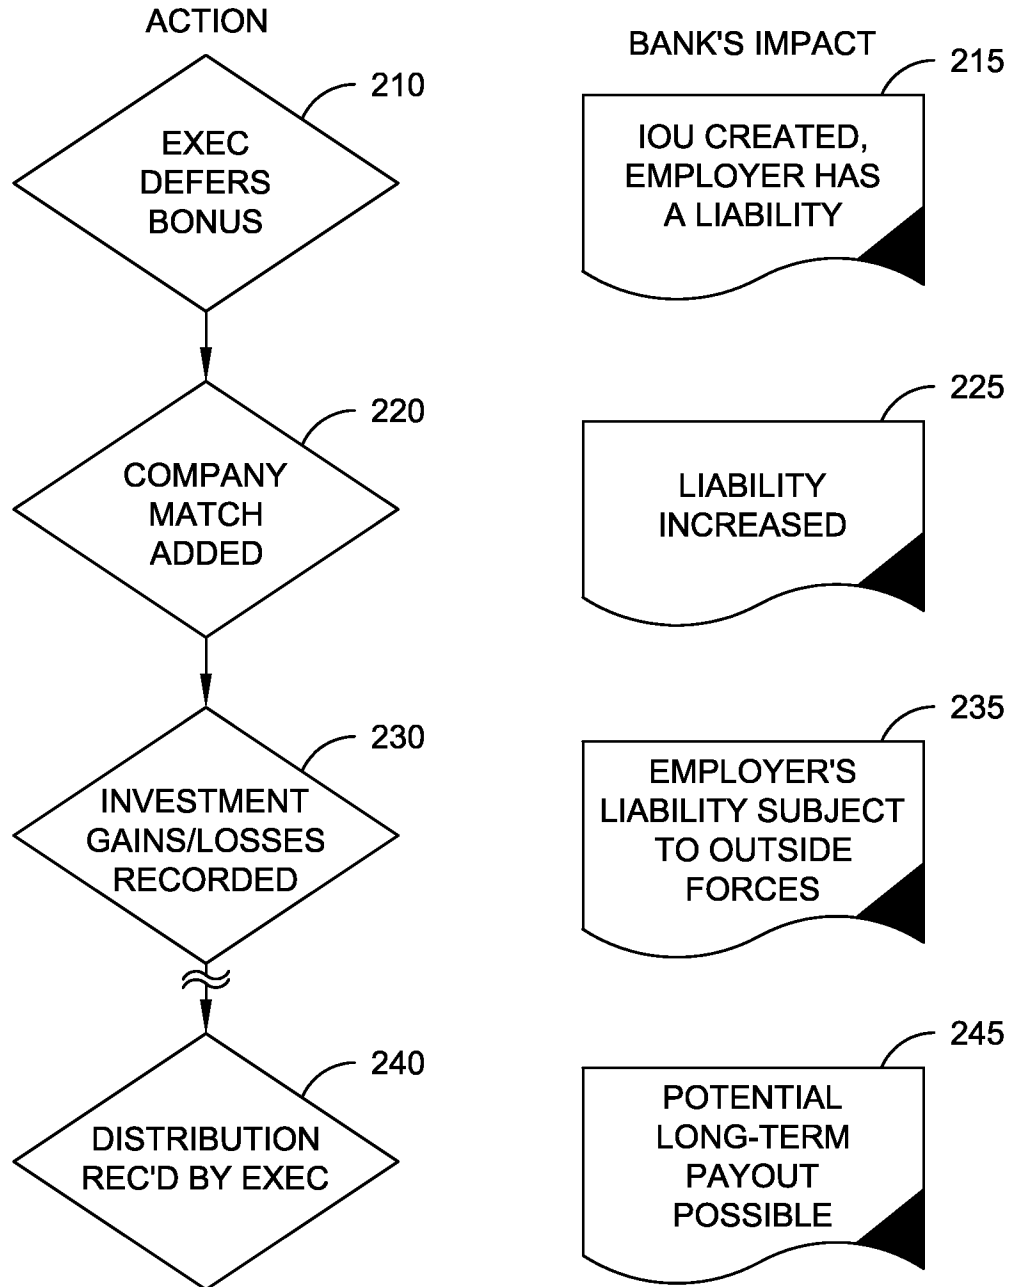 ACTION
BANK'S IMPACT
210
EXEC
DEFERS
BONUS
215
IOU CREATED,
EMPLOYER HAS
A LIABILITY
220
COMPANY
MATCH
ADDED
225
LIABILITY
INCREASED
230
INVESTMENT
GAINS/LOSSES
RECORDED
235
EMPLOYER'S
LIABILITY SUBJECT
TO OUTSIDE
FORCES
240
DISTRIBUTION
REC'D BY EXEC
245
POTENTIAL
LONG-TERM
PAYOUT
POSSIBLE